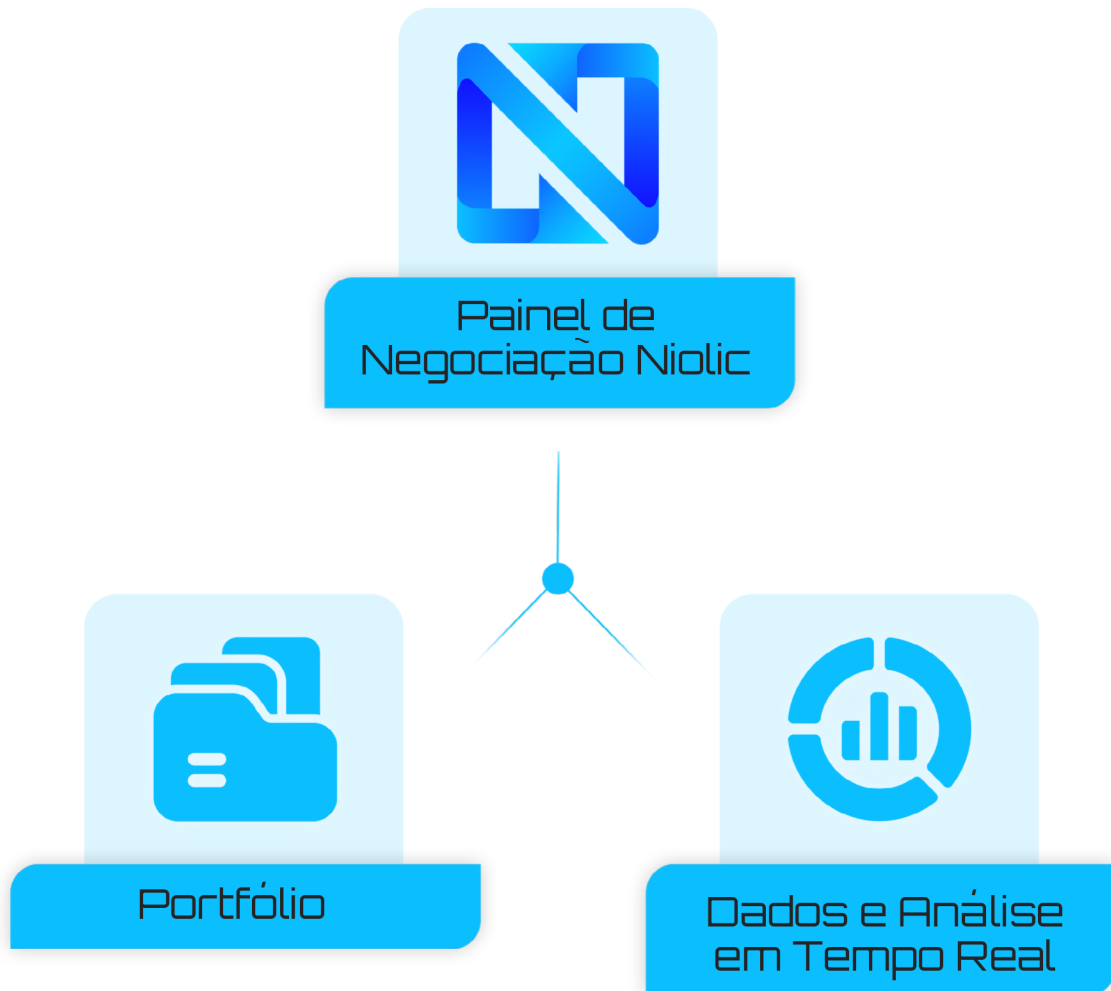 Painel de
Negociação Niolic
Portfólio
Dados e Análise
em Tempo Real